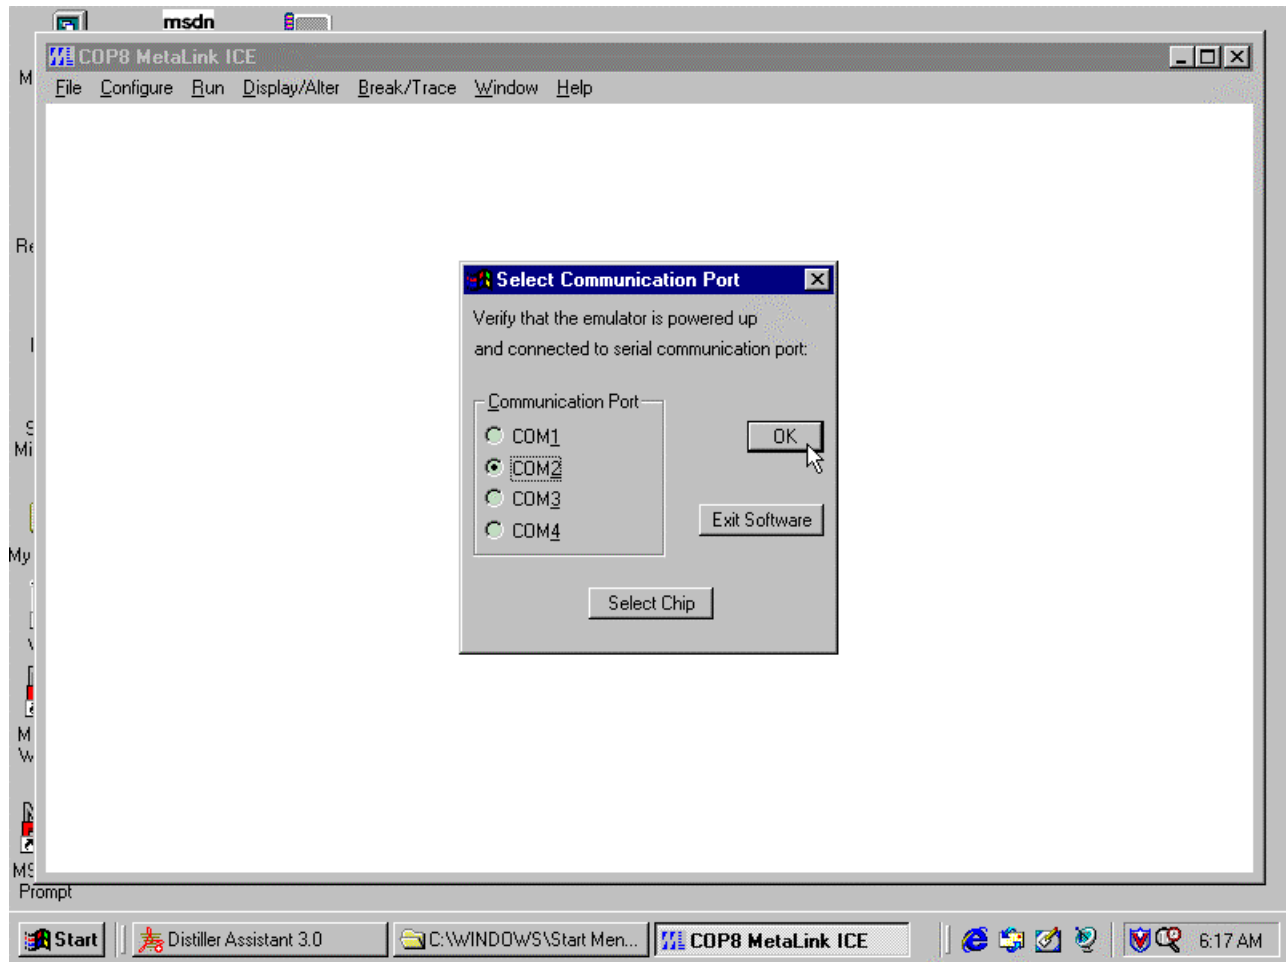 msdn
COP8 MetaLink ICE
File Configure Run Display/Alter Break/Trace Window Help
Select Communication Port
Verify that the emulator is powered up
and connected to serial communication port:
Communication Port
COM1
OK
COM2
COM3
Exit Software
COM4
Select Chip
My
Prompt
Start Distiller Assistant 3.0 C:\WINDOWS\Start Men... COP8 MetaLink ICE 6:17 AM